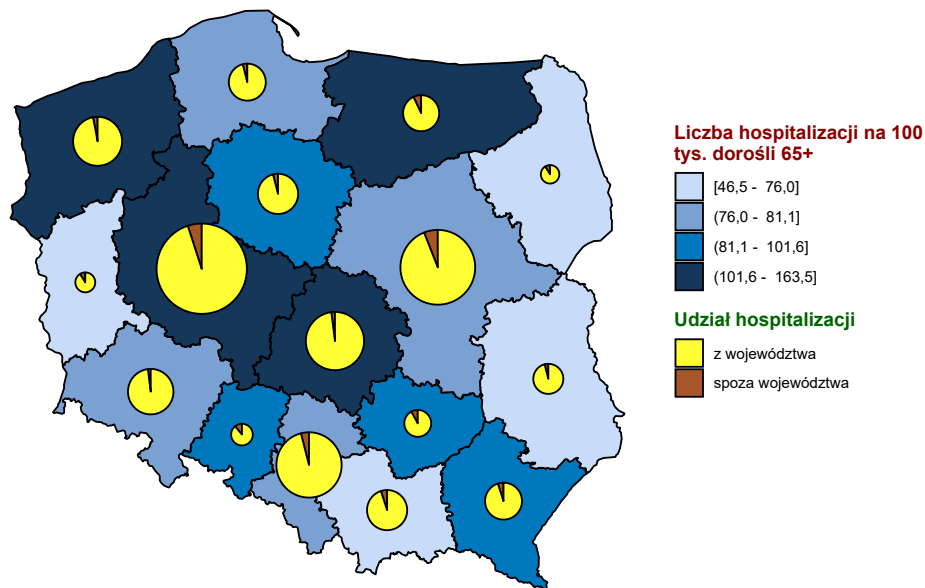 Liczba hospitalizacji na 100
tys. dorośli 65+
[46,5 - 76,0]
(76,0 - 81,1]
(81,1 - 101,6]
(101,6 - 163,5]
Udział hospitalizacji
z województwa
spoza województwa